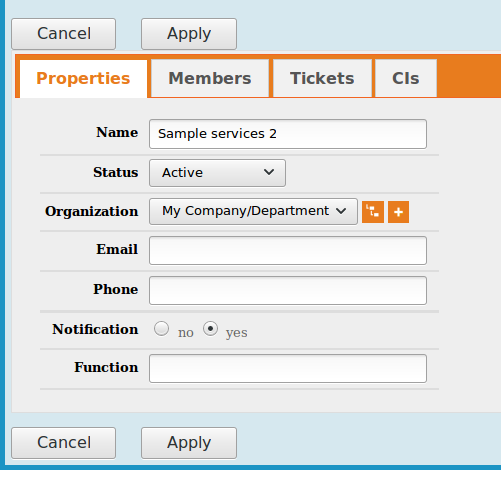 Cancel Apply
Properties Members Tickets CIs
Name Sample services 2
Status Active
Organization My Company/Department
Email
Phone
Notification no yes
Function
Cancel Apply